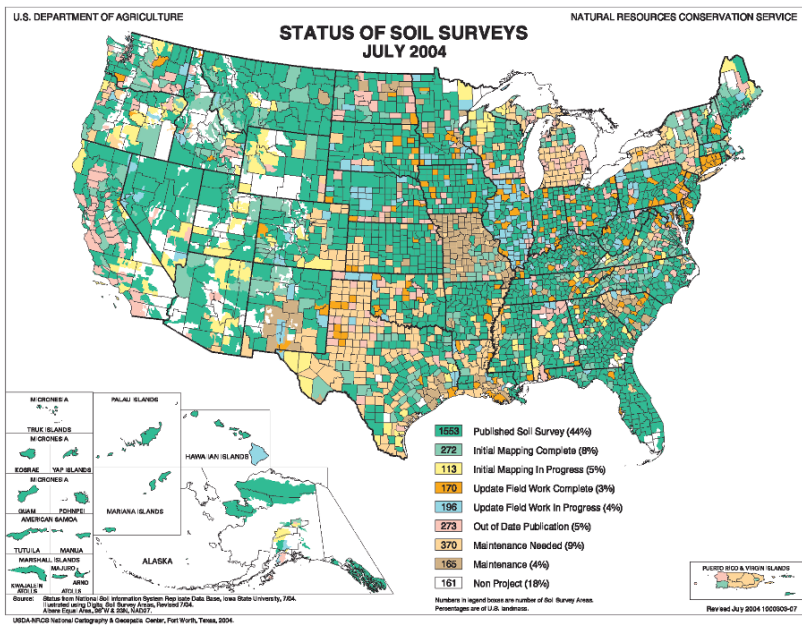 U.S. DEPARTMENT OF AGRICULTURE
NATURAL RESOURCES CONSERVATION SERVICE
STATUS OF SOIL SURVEYS
JULY 2004
MICRONESIA
TRUK ISLANDS
MICRONESIA
KOSRAE YAP ISLANDS
MICRONESIA
GUAM POHNPEI
AMERICAN SAMOA
TUTUILA MANUA
MARSHALL ISLANDS
MAJURO
KWAJALEIN ATOLLS
ARNO ATOLLS
PALAU ISLANDS
MARIANA ISLANDS
HAWAIIAN ISLANDS
ALASKA
1553 Published Soil Survey (44%)
272 Initial Mapping Complete (8%)
113 Initial Mapping In Progress (5%)
170 Update Field Work Complete (3%)
196 Update Field Work In Progress (4%)
273 Out of Date Publication (5%)
370 Maintenance Needed (9%)
165 Maintenance (4%)
161 Non Project (18%)
Numbers in legend boxes are number of Soil Survey Areas.
Percentages are of U.S. landmass.
PUERTO RICO & VIRGIN ISLANDS
Revised July 2004 1000303-07
Source: Status from National Soil Information System Replicate Data Base, Iowa State University, 7/04.
Illustrated using Digital Soil Survey Areas, Revised 7/04.
Albers Equal Area, 96°W & 23N, NAD27.
USDA-NRCS National Cartography & Geospatial Center, Fort Worth, Texas, 2004.